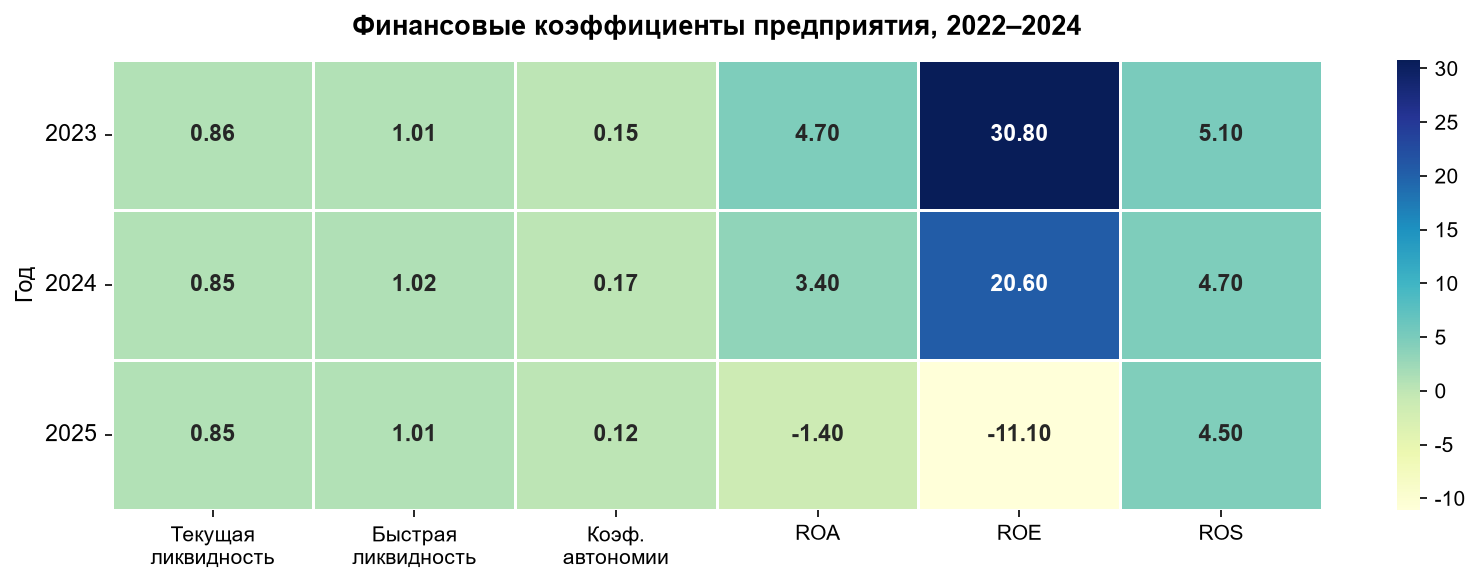 Финансовые коэффициенты предприятия, 2022–2024
Год
2023
0.86
1.01
0.15
4.70
30.80
5.10
2024
0.85
1.02
0.17
3.40
20.60
4.70
2025
0.85
1.01
0.12
-1.40
-11.10
4.50
Текущая
ликвидность
Быстрая
ликвидность
Коэф.
автономии
ROA
ROE
ROS
30
25
20
15
10
5
0
-5
-10